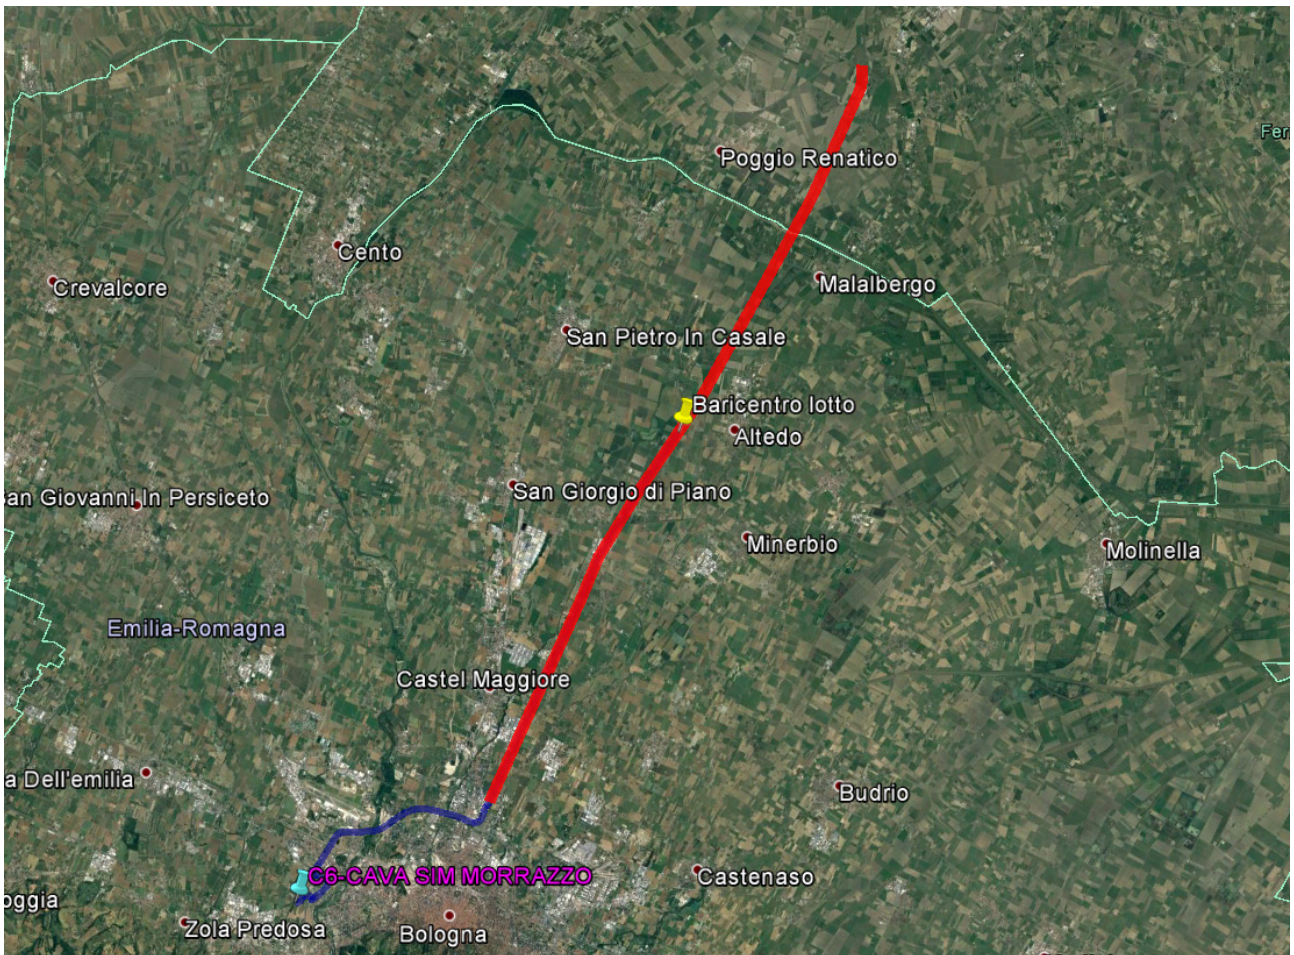 Fer
Poggio Renatico
Cento
Crevalcore
Malalbergo
San Pietro In Casale
Baricentro lotto
Altedo
San Giorgio di Piano
an Giovanni In Persiceto
Minerbio
Molinella
Emilia-Romagna
Castel Maggiore
a Dell'emilia
Budrio
C6-CAVA SIM MORRAZZO
Castenaso
oggia
Zola Predosa
Bologna